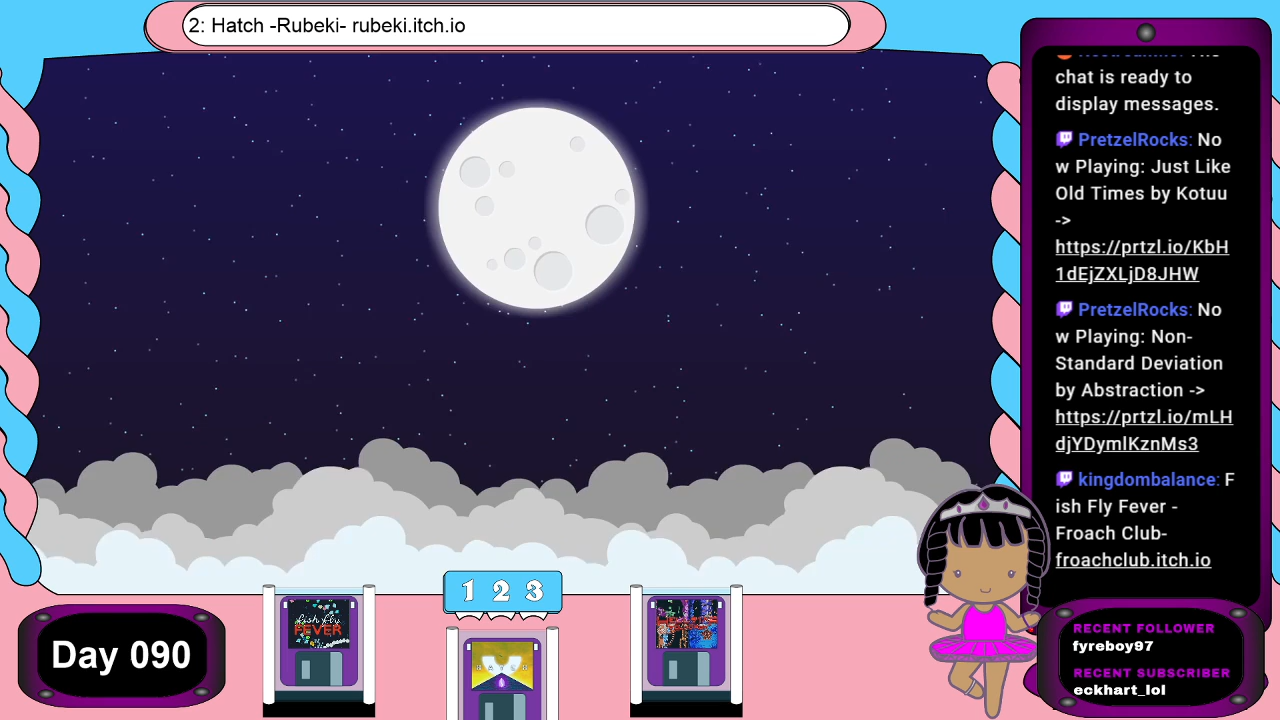 2: Hatch -Rubeki- rubeki.itch.io
chat is ready to
display messages.
PretzelRocks: No
w Playing: Just Like
Old Times by Kotuu
->
https://prtzl.io/KbH
1dEjZXLjD8JHW
PretzelRocks: No
w Playing: Non-
Standard Deviation
by Abstraction ->
https://prtzl.io/mLH
djYDymlKznMs3
kingdombalance: F
ish Fly Fever -
Froach Club-
froachclub.itch.io
1 2 3
fish fly
FEVER
Day 090
RECENT FOLLOWER
fyreboy97
RECENT SUBSCRIBER
eckhart_lol